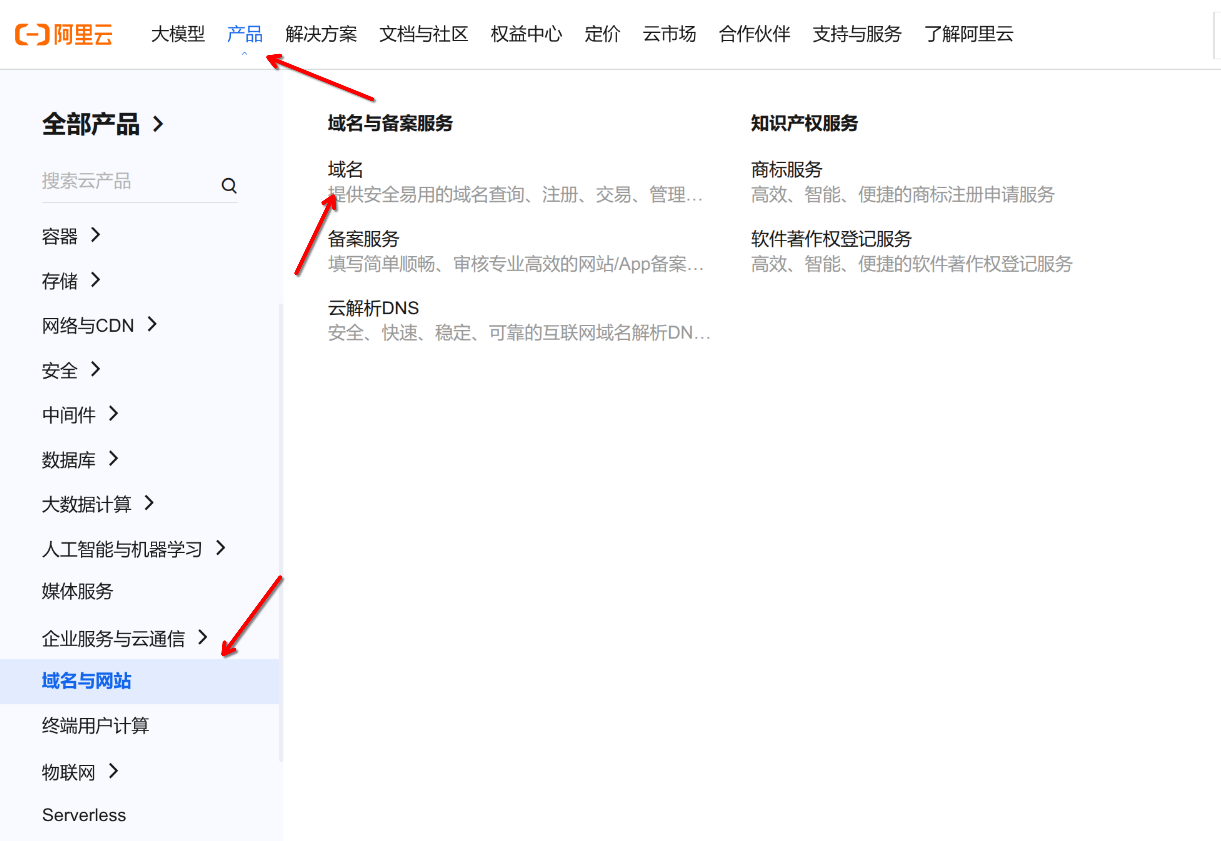 阿里云 大模型 产品 解决方案 文档与社区 权益中心 定价 云市场 合作伙伴 支持与服务 了解阿里云
全部产品
搜索云产品
容器
存储
网络与CDN
安全
中间件
数据库
大数据计算
人工智能与机器学习
媒体服务
企业服务与云通信
域名与网站
终端用户计算
物联网
Serverless
域名与备案服务
域名
提供安全易用的域名查询、注册、交易、管理…
备案服务
填写简单顺畅、审核专业高效的网站/App备案…
云解析DNS
安全、快速、稳定、可靠的互联网域名解析DN…
知识产权服务
商标服务
高效、智能、便捷的商标注册申请服务
软件著作权登记服务
高效、智能、便捷的软件著作权登记服务